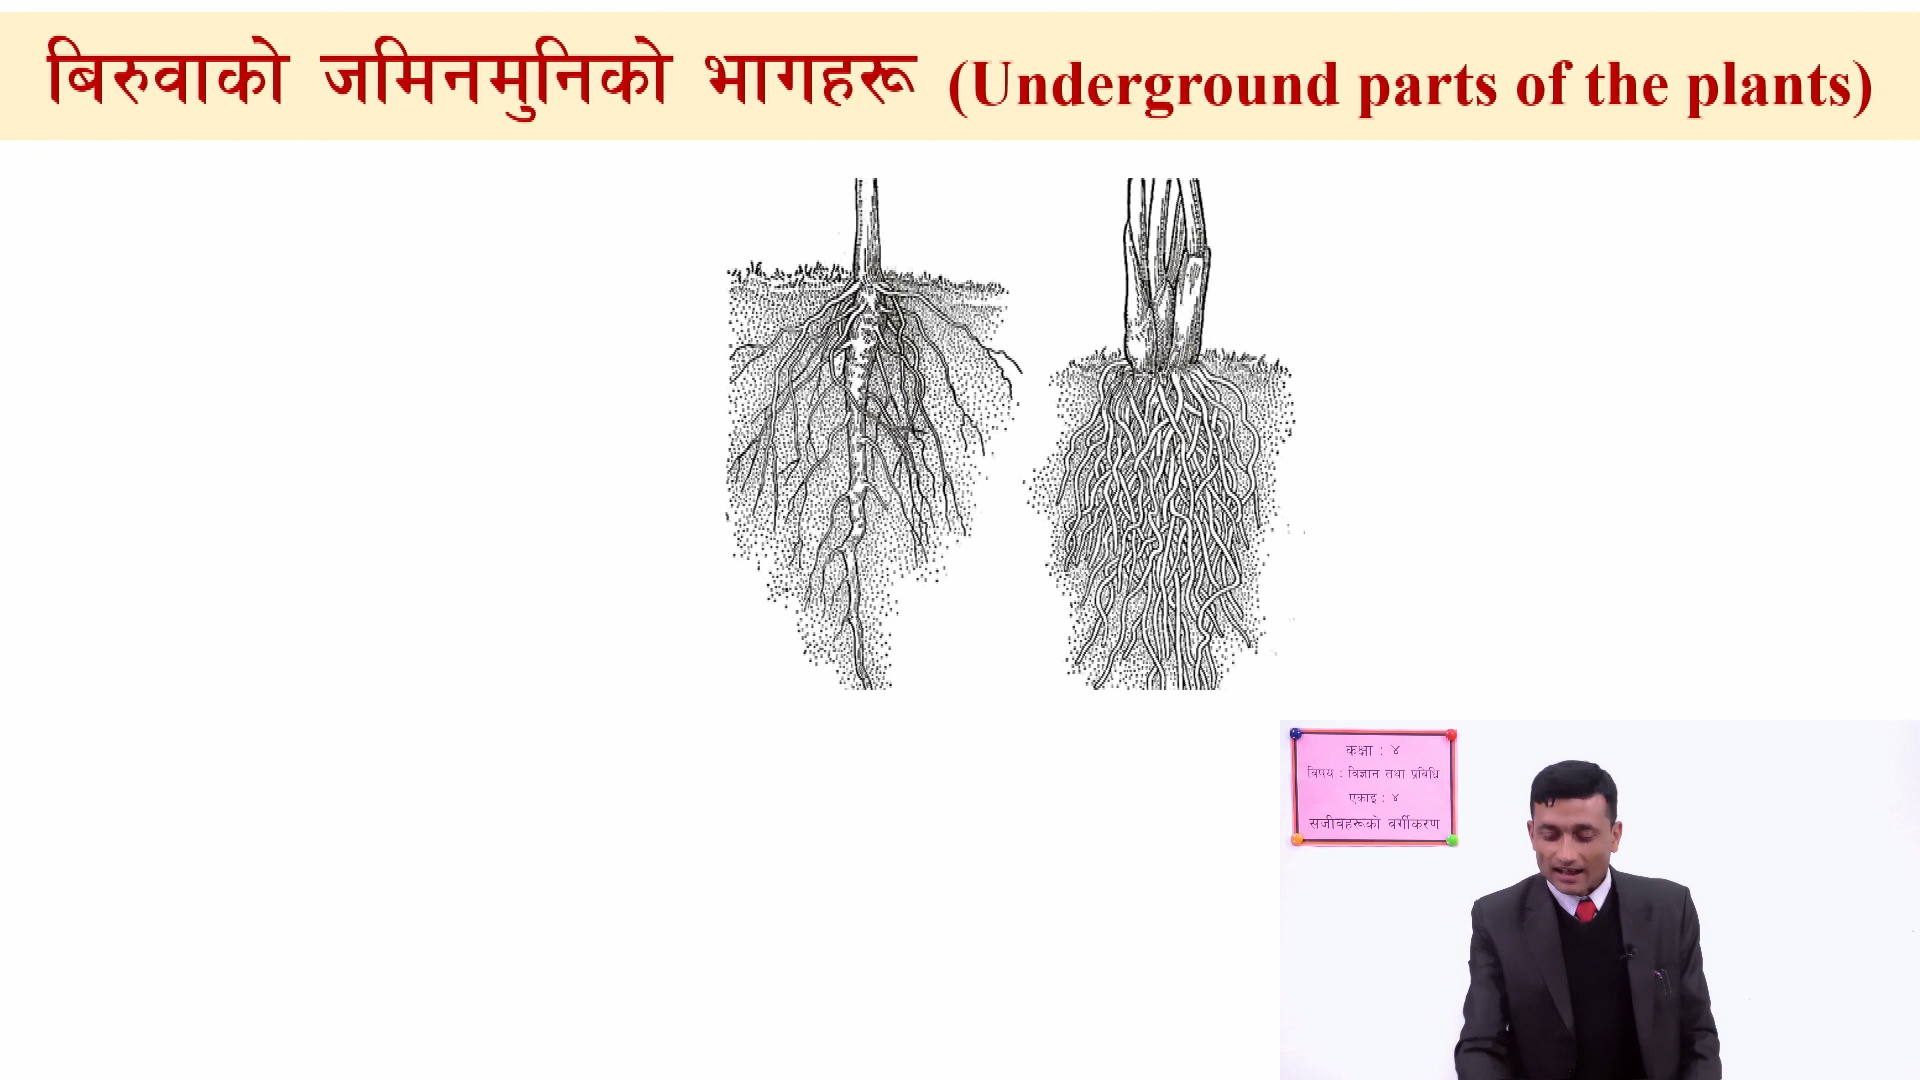 बिरुवाको जमिनमुनिको भागहरू (Underground parts of the plants)
कक्षा : ४
विषय : विज्ञान तथा प्रविधि
एकाइ : ४
सजीवहरूको वर्गीकरण